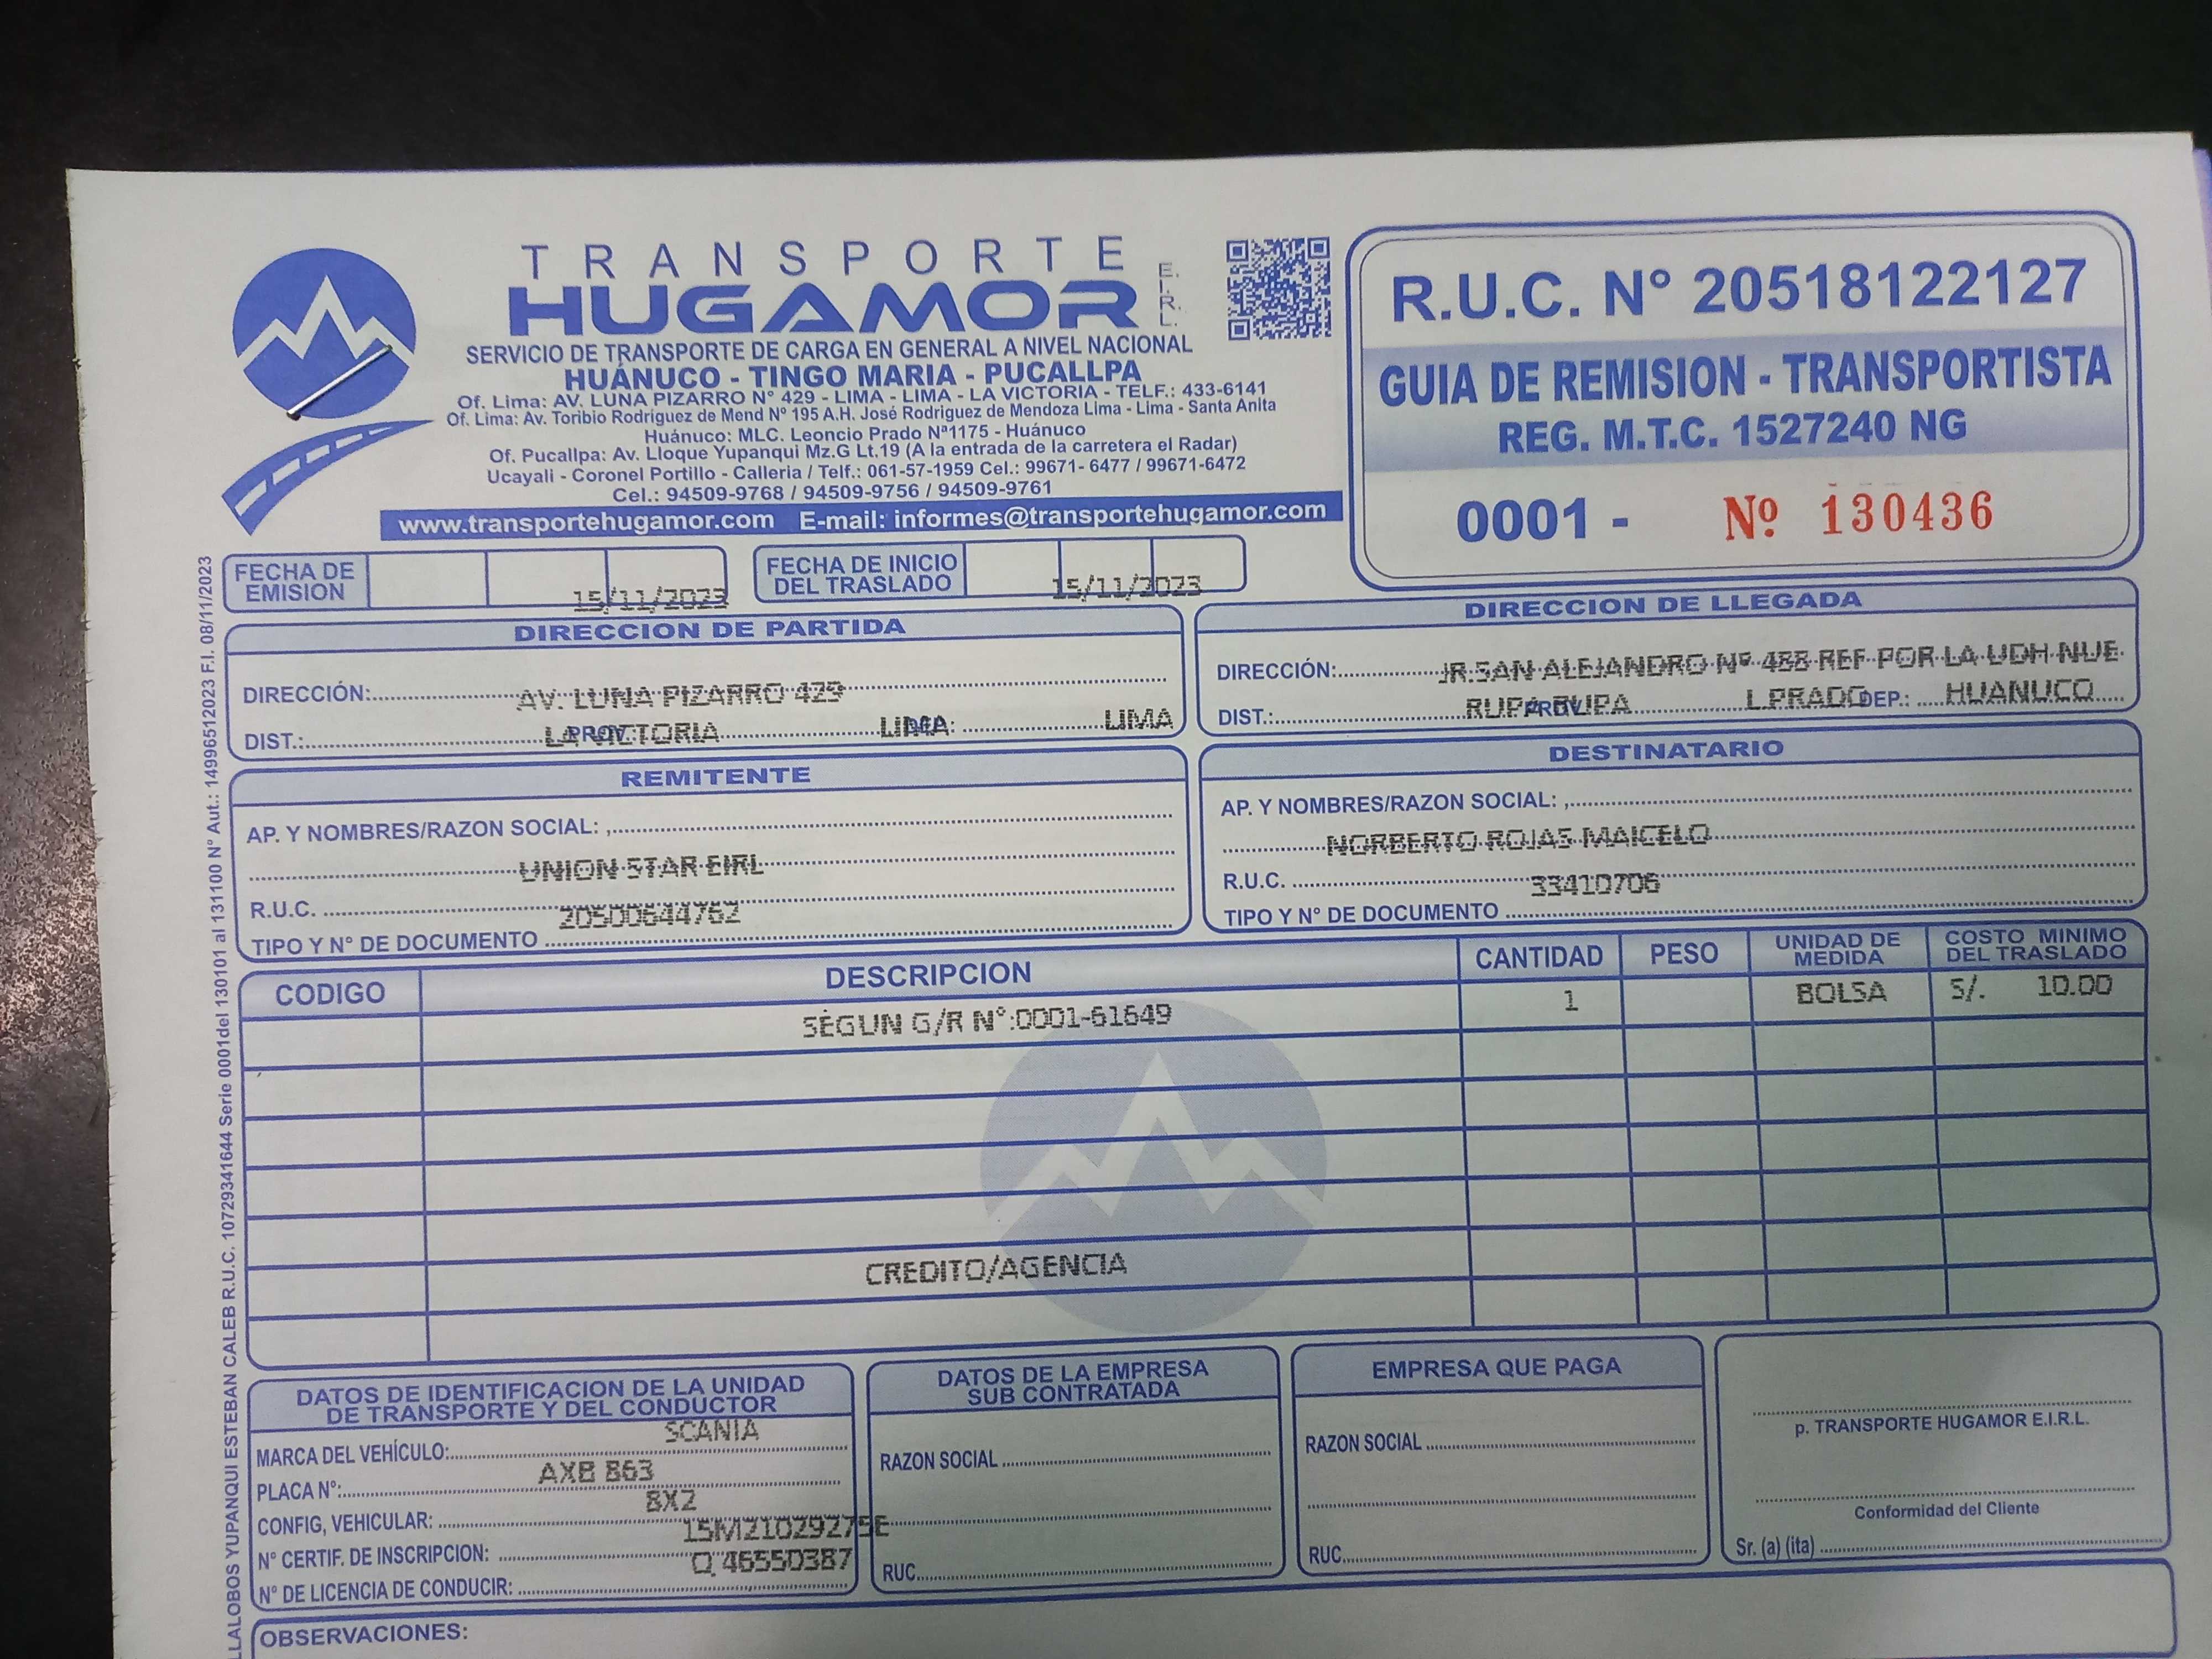 TRANSPORTE
HUGAMOR E.I.R.L.
SERVICIO DE TRANSPORTE DE CARGA EN GENERAL A NIVEL NACIONAL
HUÁNUCO - TINGO MARIA - PUCALLPA
Of. Lima: AV. LUNA PIZARRO N° 429 - LIMA - LIMA - LA VICTORIA - TELF.: 433-6141
Of. Lima: Av. Toribio Rodríguez de Mend Nº 195 A.H. José Rodriguez de Mendoza Lima - Lima - Santa Anita
Huánuco: MLC. Leoncio Prado Nª1175 - Huánuco
Of. Pucallpa: Av. Lloque Yupanqui Mz.G Lt.19 (A la entrada de la carretera el Radar)
Ucayali - Coronel Portillo - Calleria / Telf.: 061-57-1959 Cel.: 99671- 6477 / 99671-6472
Cel.: 94509-9768 / 94509-9756 / 94509-9761
www.transportehugamor.com E-mail: informes@transportehugamor.com
R.U.C. N° 20518122127
GUIA DE REMISION - TRANSPORTISTA
REG. M.T.C. 1527240 NG
0001 - Nº 130436
FECHA DE EMISION 15/11/2023
FECHA DE INICIO DEL TRASLADO 15/11/2023
DIRECCION DE PARTIDA
DIRECCIÓN: AV. LUNA PIZARRO 429
DIST.: LA VICTORIA PROV.: LIMA LIMA
DIRECCION DE LLEGADA
DIRECCIÓN: JR.SAN ALEJANDRO Nº 488 REF POR LA UDH NUE
DIST.: RUPA RUPA PROV. L.PRADO DEP.: HUANUCO
REMITENTE
AP. Y NOMBRES/RAZON SOCIAL: ,
UNION STAR EIRL
R.U.C. 20500644762
TIPO Y N° DE DOCUMENTO
DESTINATARIO
AP. Y NOMBRES/RAZON SOCIAL: ,
NORBERTO ROJAS MAICELO
R.U.C. 33410706
TIPO Y N° DE DOCUMENTO
CODIGO DESCRIPCION CANTIDAD PESO UNIDAD DE MEDIDA COSTO MINIMO DEL TRASLADO
SEGUN G/R N°:0001-61649 1 BOLSA S/. 10.00
CREDITO/AGENCIA
DATOS DE IDENTIFICACION DE LA UNIDAD
DE TRANSPORTE Y DEL CONDUCTOR
MARCA DEL VEHÍCULO: SCANIA
PLACA N°: AXB 863
CONFIG, VEHICULAR: 8X2
N° CERTIF. DE INSCRIPCION: 15M21029275E
N° DE LICENCIA DE CONDUCIR: Q 46550387
DATOS DE LA EMPRESA
SUB CONTRATADA
RAZON SOCIAL
RUC
EMPRESA QUE PAGA
RAZON SOCIAL
RUC
p. TRANSPORTE HUGAMOR E.I.R.L.
Conformidad del Cliente
Sr. (a) (ita)
OBSERVACIONES:
YUPANQUI ESTEBAN CALEB R.U.C. 10729341644 Serie 0001del 130101 al 131100 N° Aut.: 14996512023 F.I. 08/11/2023